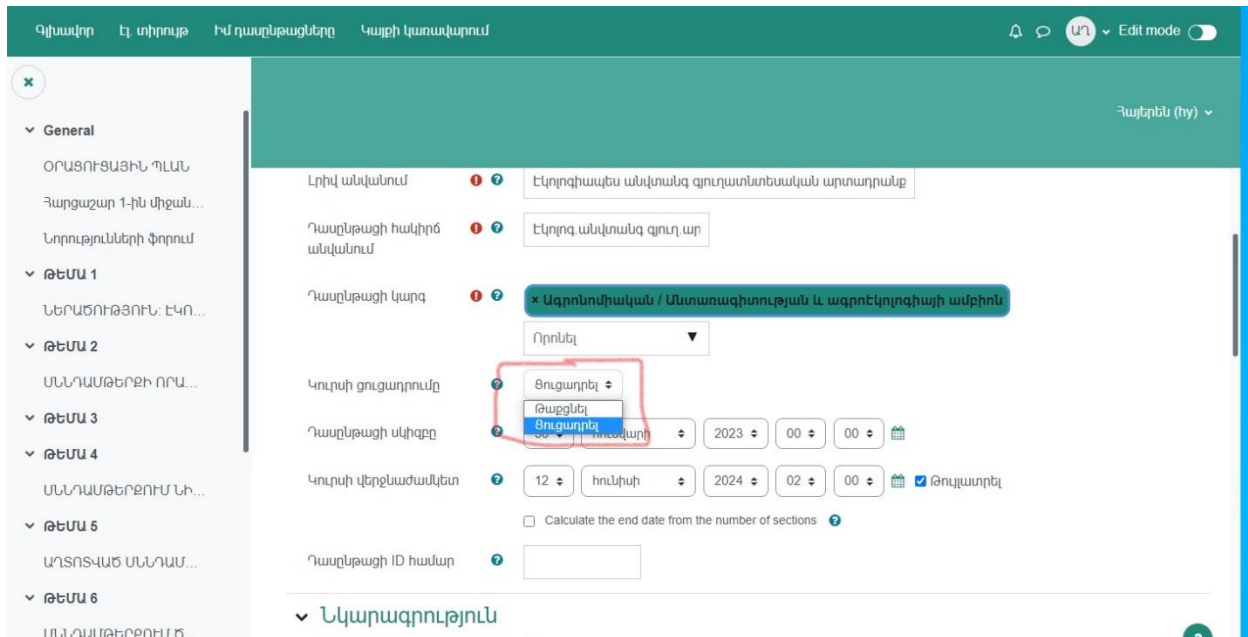 Գլխավոր Էլ. տիրույթ Իմ դասընթացները Կայքի կառավարում ԱՂ Edit mode
Հայերեն (hy)
General
ՕՐԱՑՈՒՑԱՅԻՆ ՊԼԱՆ
Հարցաշար 1-ին միջան...
Նորությունների ֆորում
ԹԵՄԱ 1
ՆԵՐԱԾՈՒԹՅՈՒՆ: ԷԿՈ...
ԹԵՄԱ 2
ՍՆՆԴԱՄԹԵՐՔԻ ՈՐԱ...
ԹԵՄԱ 3
ԹԵՄԱ 4
ՍՆՆԴԱՄԹԵՐՔՈՒՄ ՆԻ...
ԹԵՄԱ 5
ԱՂՏՈՏՎԱԾ ՍՆՆԴԱՄ...
ԹԵՄԱ 6
Լրիվ անվանում Էկոլոգիապես անվտանգ գյուղատնտեսական արտադրանք
Դասընթացի հակիրճ անվանում Էկոլոգ.անվտանգ գյուղ.ար
Դասընթացի կարգ × Ագրոնոմիական / Անտառագիտության և ագրոէկոլոգիայի ամբիոն
Որոնել ▼
Կուրսի ցուցադրումը Ցուցադրել
Թաքցնել
Ցուցադրել
Դասընթացի սկիզբը 30 հունվարի 2023 00 00
Կուրսի վերջնաժամկետ 12 հունիսի 2024 02 00 Թույլատրել
Calculate the end date from the number of sections
Դասընթացի ID համար
Նկարագրություն